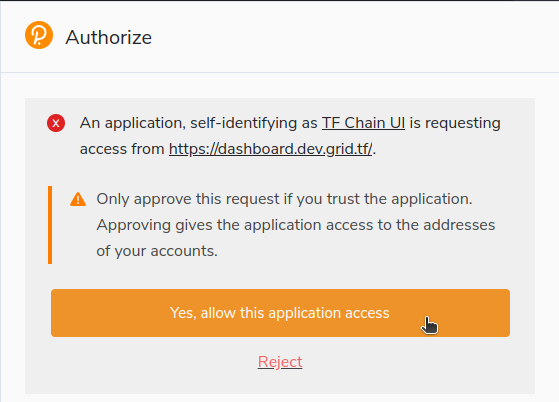 Authorize
An application, self-identifying as TF Chain UI is requesting
access from https://dashboard.dev.grid.tf/.
Only approve this request if you trust the application.
Approving gives the application access to the addresses
of your accounts.
Yes, allow this application access
Reject